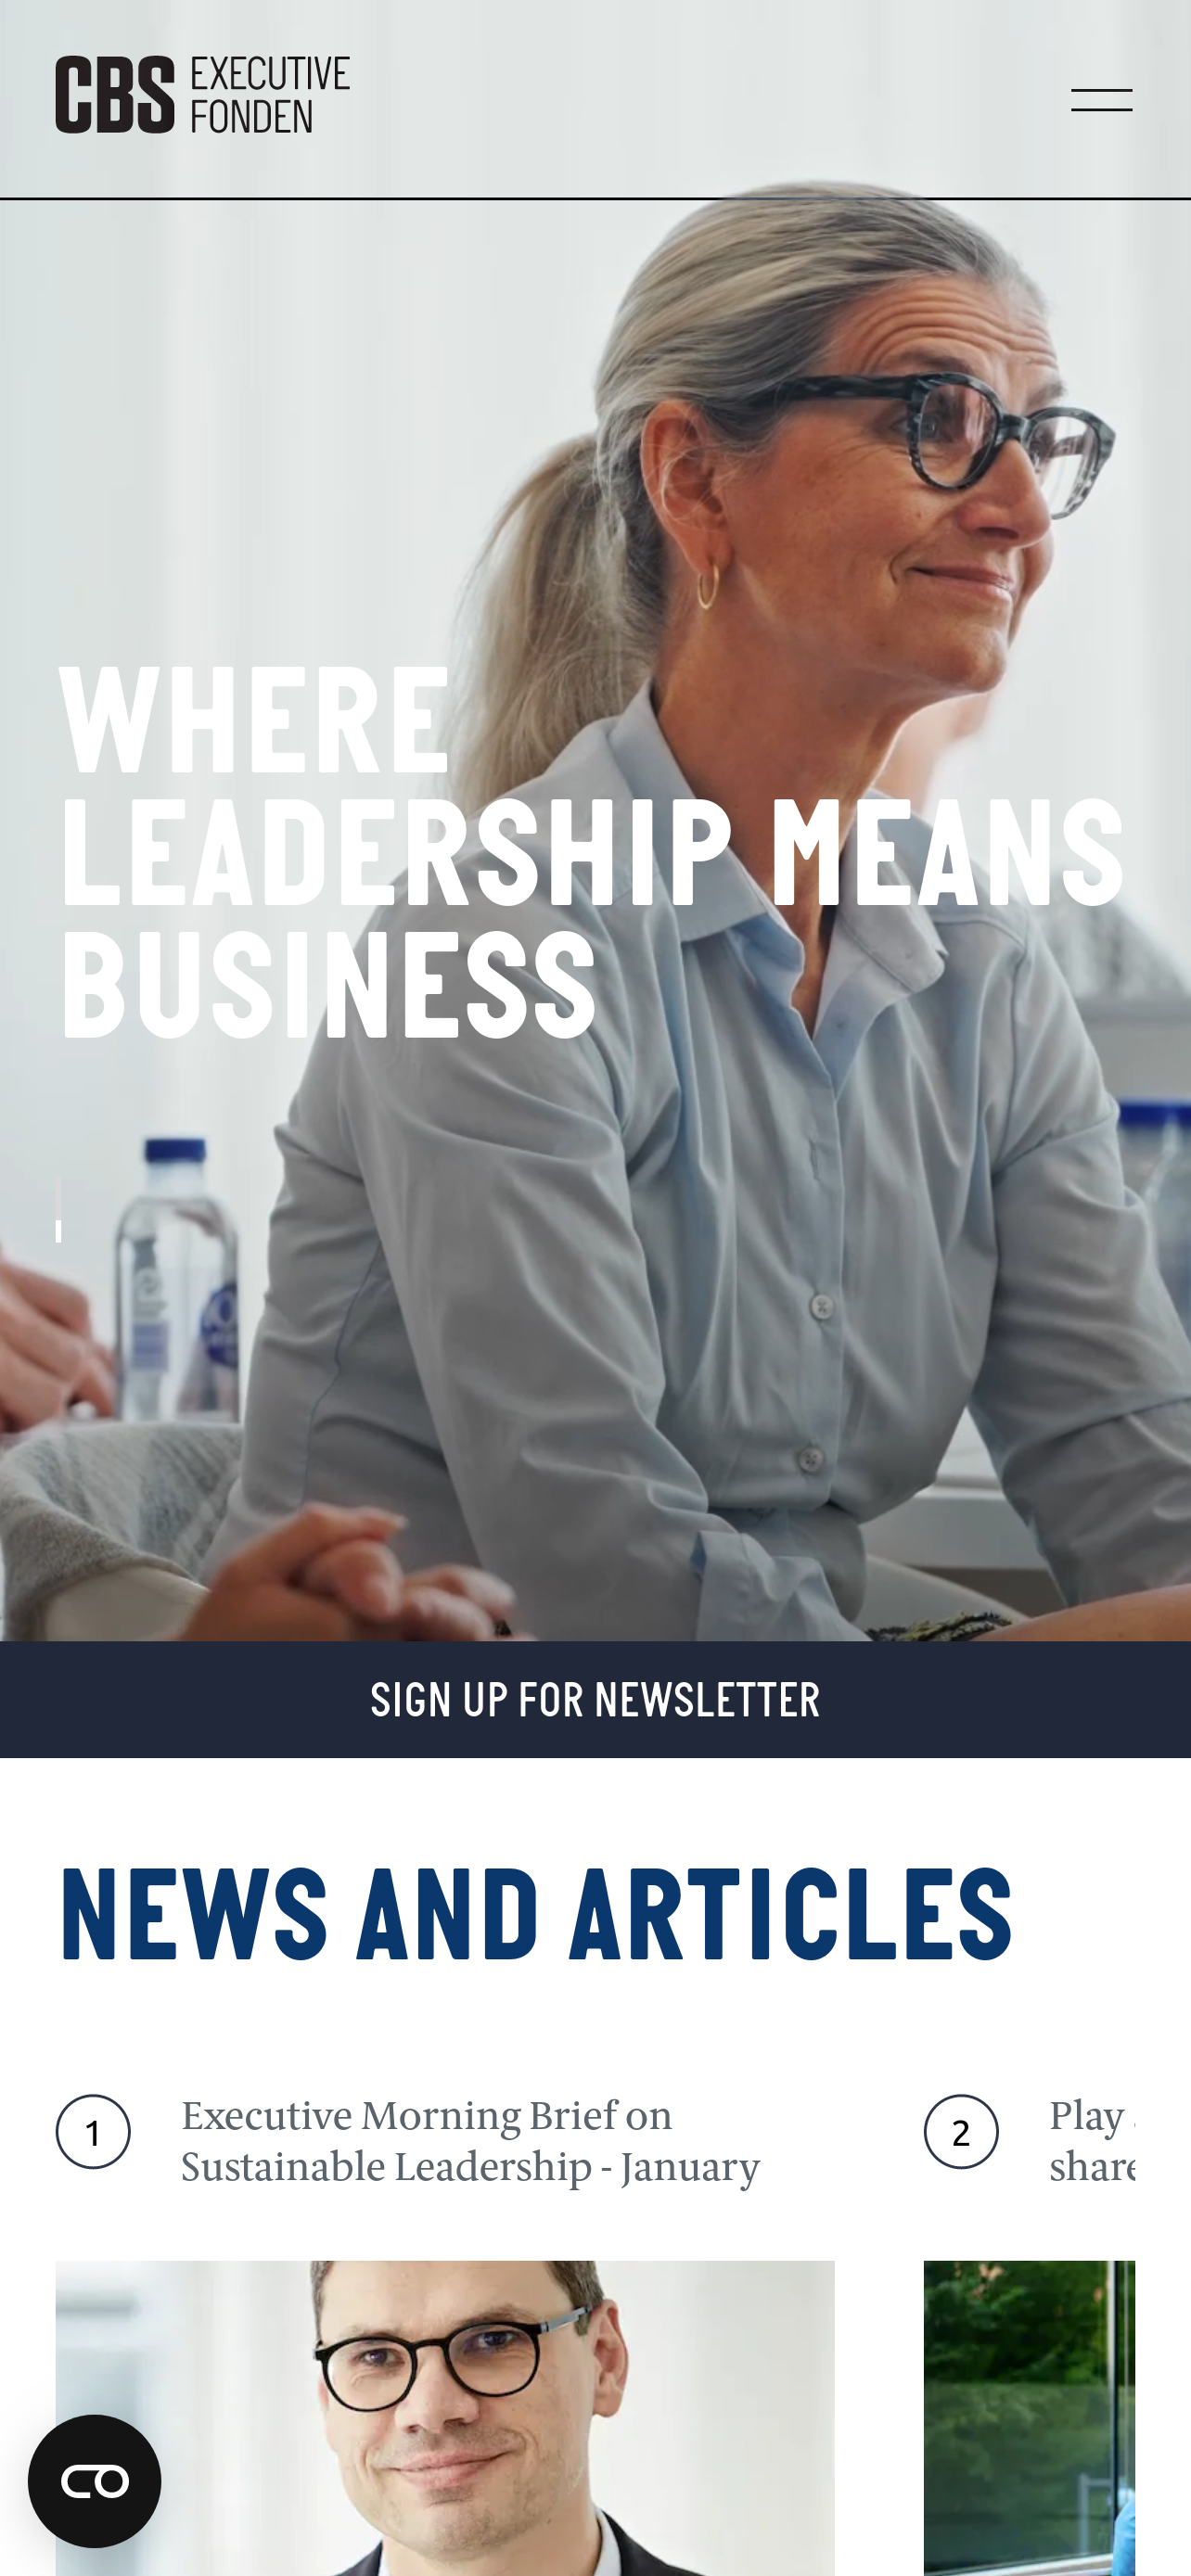 CBS EXECUTIVE
FONDEN
WHERE
LEADERSHIP MEANS
BUSINESS
SIGN UP FOR NEWSLETTER
NEWS AND ARTICLES
1
Executive Morning Brief on
Sustainable Leadership - January
2
Play
share